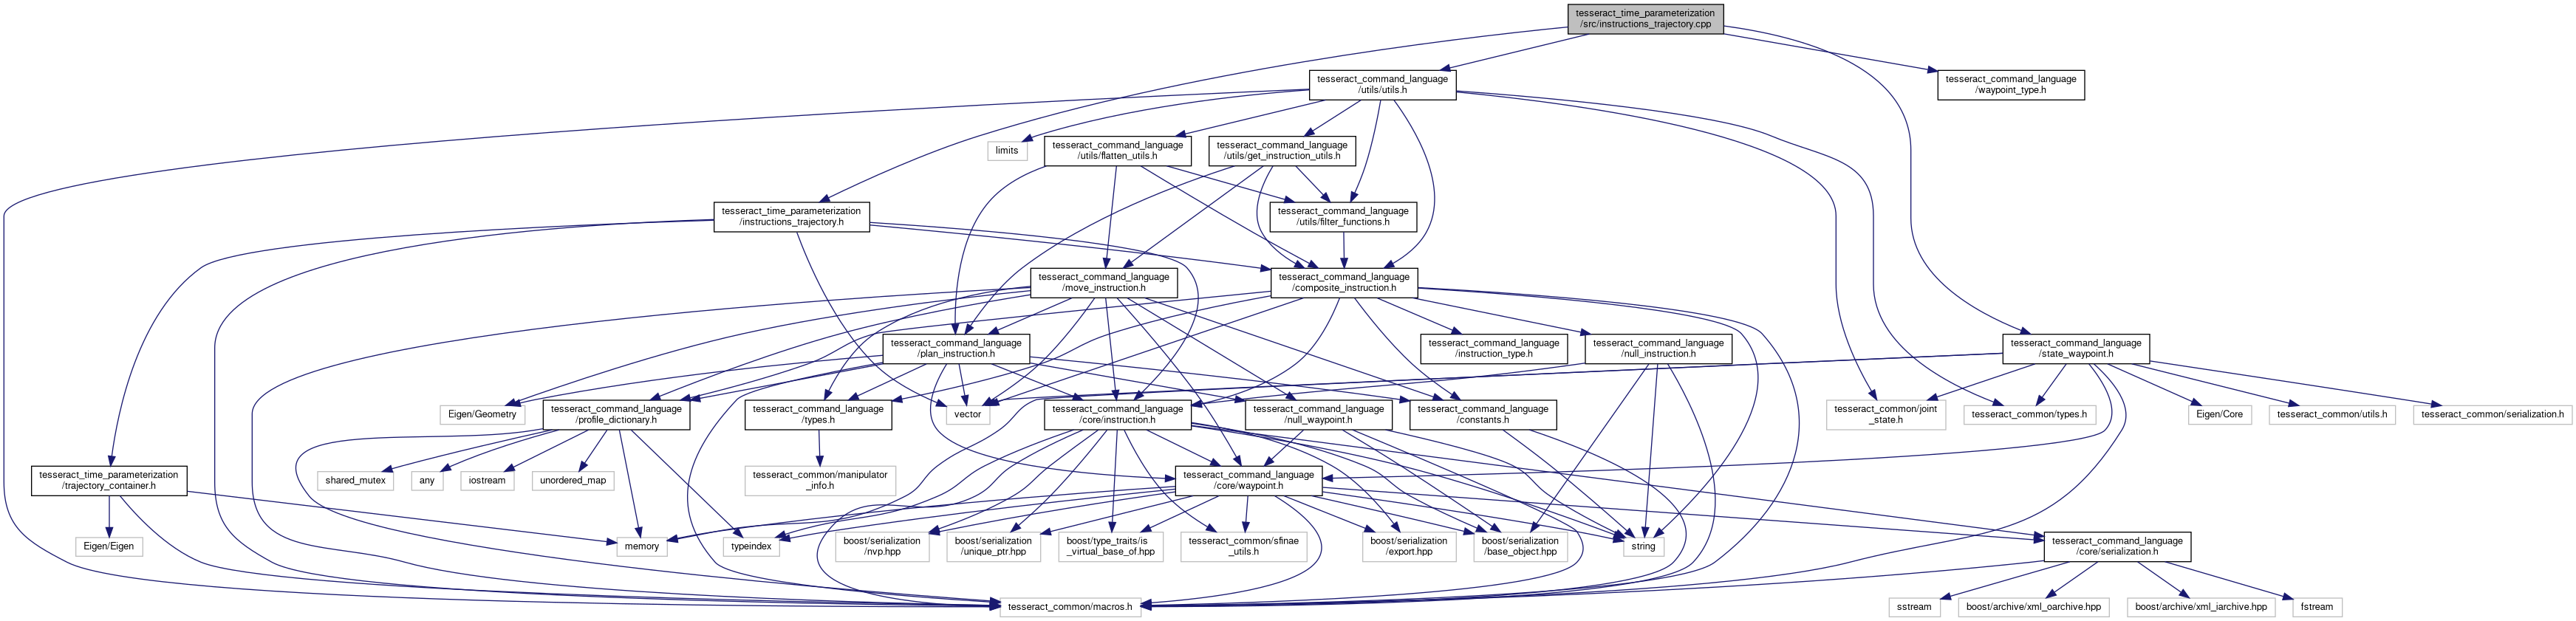 tesseract_time_parameterization
/src/instructions_trajectory.cpp
tesseract_command_language
/utils/utils.h
tesseract_command_language
/waypoint_type.h
limits
tesseract_command_language
/utils/flatten_utils.h
tesseract_command_language
/utils/get_instruction_utils.h
tesseract_time_parameterization
/instructions_trajectory.h
tesseract_command_language
/utils/filter_functions.h
tesseract_command_language
/move_instruction.h
tesseract_command_language
/composite_instruction.h
tesseract_command_language
/plan_instruction.h
tesseract_command_language
/instruction_type.h
tesseract_command_language
/null_instruction.h
tesseract_command_language
/state_waypoint.h
Eigen/Geometry
tesseract_command_language
/profile_dictionary.h
tesseract_command_language
/types.h
vector
tesseract_command_language
/core/instruction.h
tesseract_command_language
/null_waypoint.h
tesseract_command_language
/constants.h
tesseract_common/joint
_state.h
tesseract_common/types.h
Eigen/Core
tesseract_common/utils.h
tesseract_common/serialization.h
tesseract_time_parameterization
/trajectory_container.h
shared_mutex
any
iostream
unordered_map
tesseract_common/manipulator
_info.h
tesseract_command_language
/core/waypoint.h
Eigen/Eigen
memory
typeindex
boost/serialization
/nvp.hpp
boost/serialization
/unique_ptr.hpp
boost/type_traits/is
_virtual_base_of.hpp
tesseract_common/sfinae
_utils.h
boost/serialization
/export.hpp
boost/serialization
/base_object.hpp
string
tesseract_command_language
/core/serialization.h
tesseract_common/macros.h
sstream
boost/archive/xml_oarchive.hpp
boost/archive/xml_iarchive.hpp
fstream